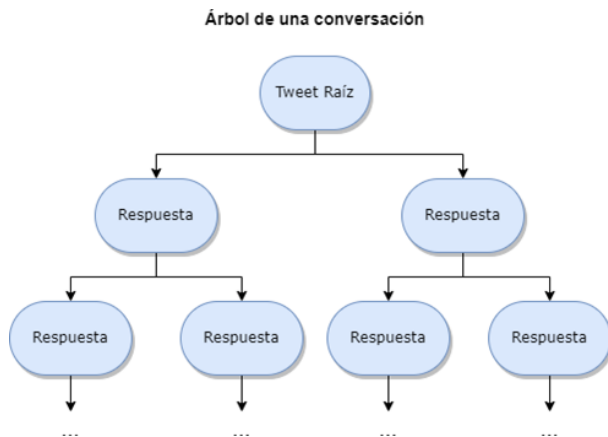 Árbol de una conversación
Tweet Raíz
Respuesta Respuesta
Respuesta Respuesta Respuesta Respuesta
... ... ... ...